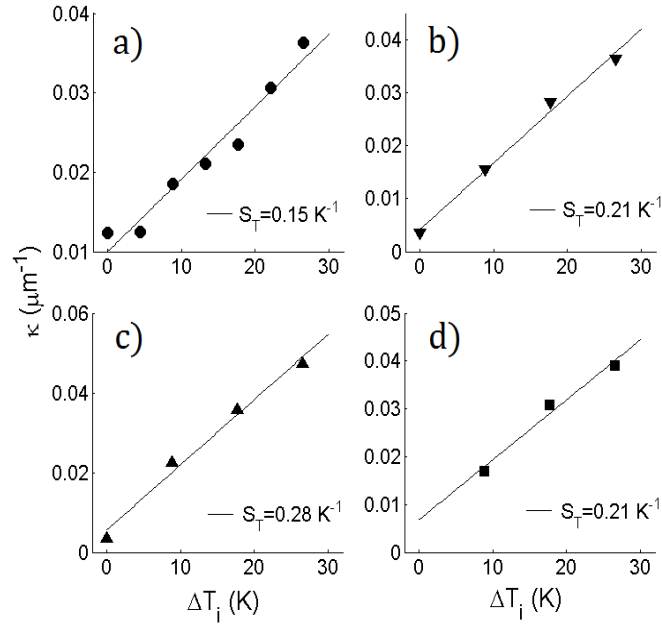 a)
0.04
0.03
0.02
0.01
0 10 20 30
S_T=0.15 K⁻¹
b)
0.04
0.03
0.02
0.01
0
0 10 20 30
S_T=0.21 K⁻¹
κ (μm⁻¹)
c)
0.06
0.04
0.02
0
0 10 20 30
S_T=0.28 K⁻¹
ΔT_i (K)
d)
0.05
0.04
0.03
0.02
0.01
0
0 10 20 30
S_T=0.21 K⁻¹
ΔT_i (K)